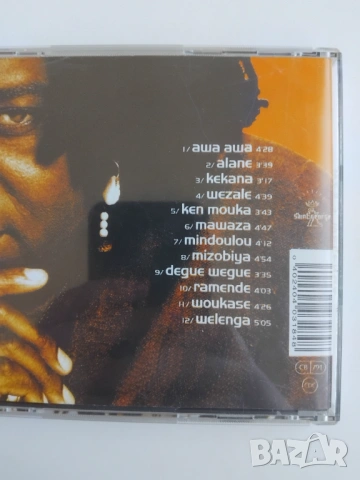 1/ awa awa 4'28
2/ alane 3'39
3/ kekana 3'17
4/ wezale 4'39
5/ ken mouka 3'43
6/ mawaza 4'47
7/ mindoulou 4'12
8/ mizobiya 4'54
9/ degue wegue 3'35
10/ ramende 4'03
11/ woukase 4'26
12/ welenga 5'05
CB PM
BAZAR